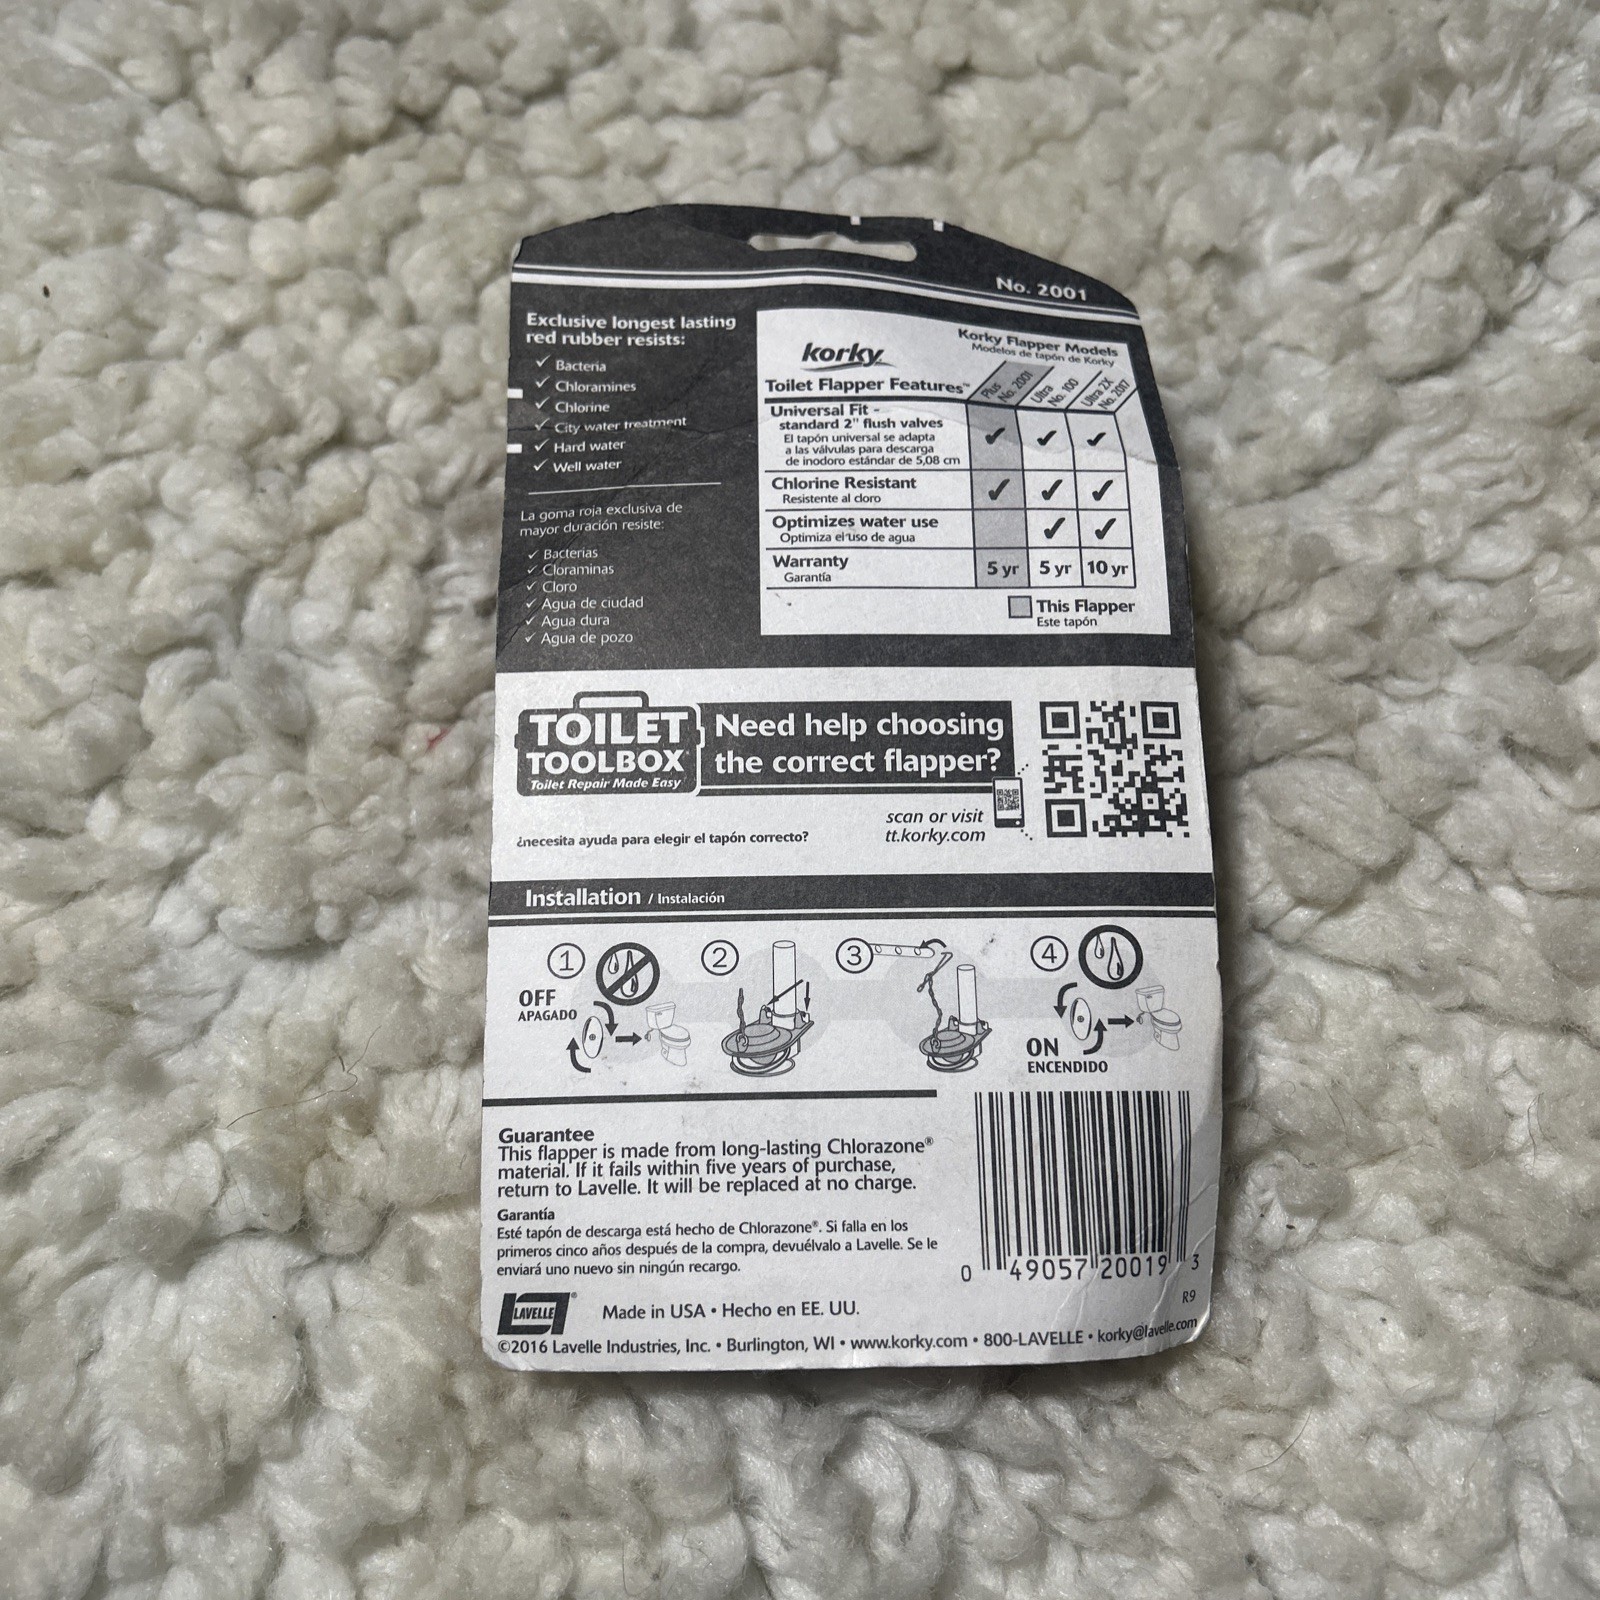 No. 2001
Exclusive longest lasting
red rubber resists:
✓ Bacteria
✓ Chloramines
✓ Chlorine
✓ City water treatment
✓ Hard water
✓ Well water
La goma roja exclusiva de
mayor duración resiste:
✓ Bacterias
✓ Cloraminas
✓ Cloro
✓ Agua de ciudad
✓ Agua dura
✓ Agua de pozo
korky
Korky Flapper Models
Modelos de tapón de Korky
Toilet Flapper Features™
Plus No. 2001
Ultra No. 100
Ultra 2X No. 2017
Universal Fit -
standard 2" flush valves
El tapón universal se adapta
a las válvulas para descarga
de inodoro estándar de 5,08 cm
✓ ✓ ✓
Chlorine Resistant
Resistente al cloro
✓ ✓ ✓
Optimizes water use
Optimiza el uso de agua
✓ ✓
Warranty
Garantía
5 yr 5 yr 10 yr
This Flapper
Este tapón
TOILET
TOOLBOX
Toilet Repair Made Easy
Need help choosing
the correct flapper?
scan or visit
tt.korky.com
¿necesita ayuda para elegir el tapón correcto?
Installation / Instalación
1
OFF
APAGADO
2
3
4
ON
ENCENDIDO
Guarantee
This flapper is made from long-lasting Chlorazone®
material. If it fails within five years of purchase,
return to Lavelle. It will be replaced at no charge.
Garantía
Esté tapón de descarga está hecho de Chlorazone®. Si falla en los
primeros cinco años después de la compra, devuélvalo a Lavelle. Se le
enviará uno nuevo sin ningún recargo.
0 49057 20019 3
R9
LAVELLE®
Made in USA • Hecho en EE. UU.
©2016 Lavelle Industries, Inc. • Burlington, WI • www.korky.com • 800-LAVELLE • korky@lavelle.com